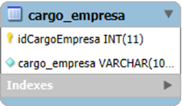 cargo_empresa
idCargoEmpresa INT(11)
cargo_empresa VARCHAR(10...
Indexes